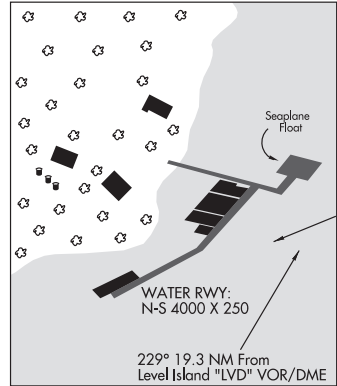 Seaplane
Float
WATER RWY:
N-S 4000 X 250
229° 19.3 NM From
Level Island "LVD" VOR/DME